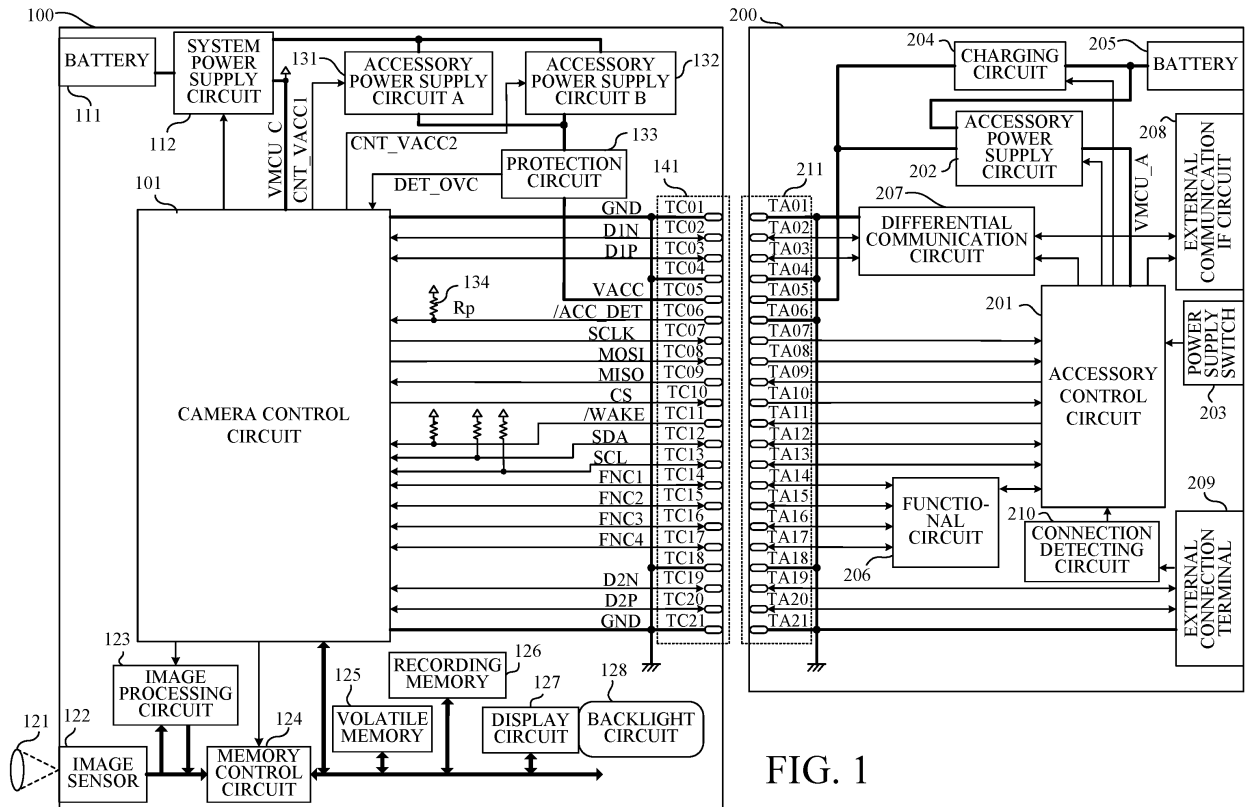 100
BATTERY
111
SYSTEM
POWER
SUPPLY
CIRCUIT
112
131
ACCESSORY
POWER SUPPLY
CIRCUIT A
132
ACCESSORY
POWER SUPPLY
CIRCUIT B
VMCU_C
CNT_VACC1
CNT_VACC2
133
PROTECTION
CIRCUIT
DET_OVC
101
CAMERA CONTROL
CIRCUIT
134
Rp
141
GND TC01
D1N TC02
D1P TC03
TC04
VACC TC05
/ACC_DET TC06
SCLK TC07
MOSI TC08
MISO TC09
CS TC10
/WAKE TC11
SDA TC12
SCL TC13
FNC1 TC14
FNC2 TC15
FNC3 TC16
FNC4 TC17
TC18
D2N TC19
D2P TC20
GND TC21
123
IMAGE
PROCESSING
CIRCUIT
121
122
IMAGE
SENSOR
124
MEMORY
CONTROL
CIRCUIT
125
VOLATILE
MEMORY
126
RECORDING
MEMORY
127
DISPLAY
CIRCUIT
128
BACKLIGHT
CIRCUIT
200
204
CHARGING
CIRCUIT
205
BATTERY
202
ACCESSORY
POWER
SUPPLY
CIRCUIT
VMCU_A
208
EXTERNAL
COMMUNICATION
IF CIRCUIT
207
DIFFERENTIAL
COMMUNICATION
CIRCUIT
211
TA01
TA02
TA03
TA04
TA05
TA06
TA07
TA08
TA09
TA10
TA11
TA12
TA13
TA14
TA15
TA16
TA17
TA18
TA19
TA20
TA21
201
ACCESSORY
CONTROL
CIRCUIT
POWER
SUPPLY
SWITCH
203
206
FUNCTIO-
NAL
CIRCUIT
210
CONNECTION
DETECTING
CIRCUIT
209
EXTERNAL
CONNECTION
TERMINAL
FIG. 1